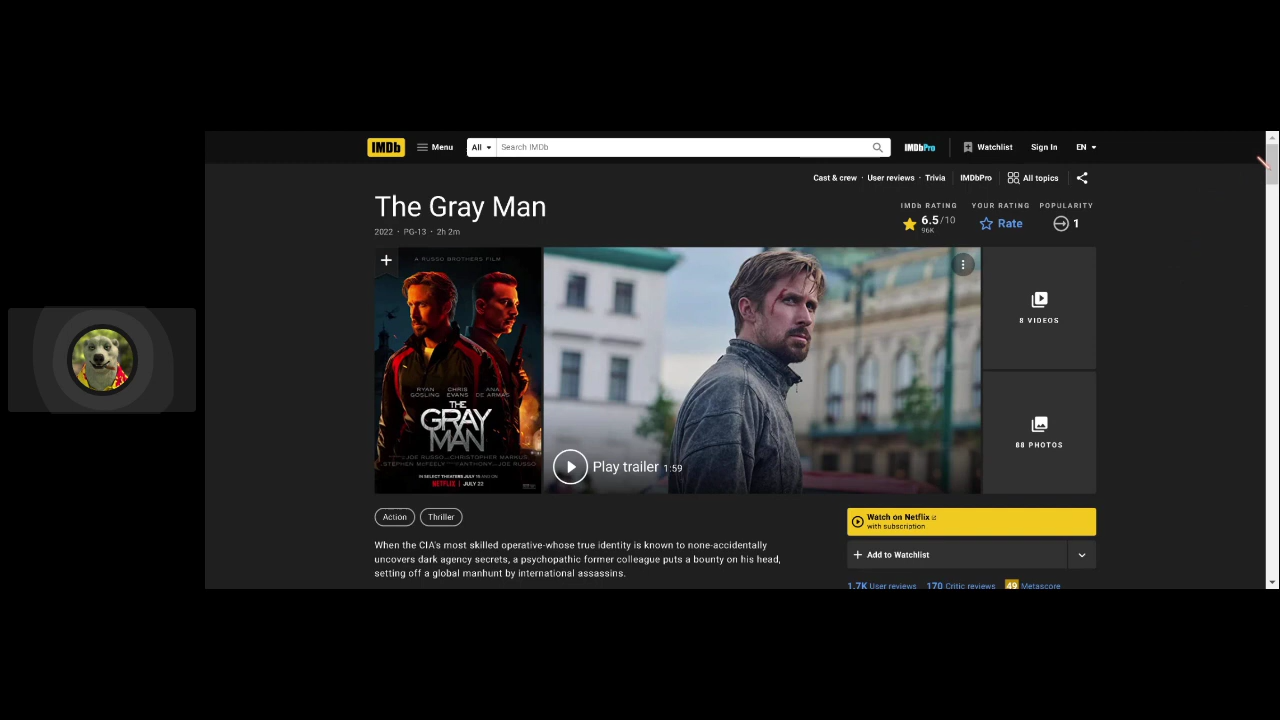 IMDb
Menu
All
Search IMDb
IMDbPro
Watchlist
Sign In
EN
Cast & crew · User reviews · Trivia
IMDbPro
All topics
The Gray Man
2022 · PG-13 · 2h 2m
IMDb RATING
6.5/10
96K
YOUR RATING
Rate
POPULARITY
1
A RUSSO BROTHERS FILM
RYAN GOSLING CHRIS EVANS ANA DE ARMAS
THE
GRAY
MAN
NETFLIX | JULY 22
Play trailer 1:59
8 VIDEOS
88 PHOTOS
Action
Thriller
When the CIA's most skilled operative-whose true identity is known to none-accidentally
uncovers dark agency secrets, a psychopathic former colleague puts a bounty on his head,
setting off a global manhunt by international assassins.
Watch on Netflix
with subscription
Add to Watchlist
1.7K User reviews
170 Critic reviews
49 Metascore